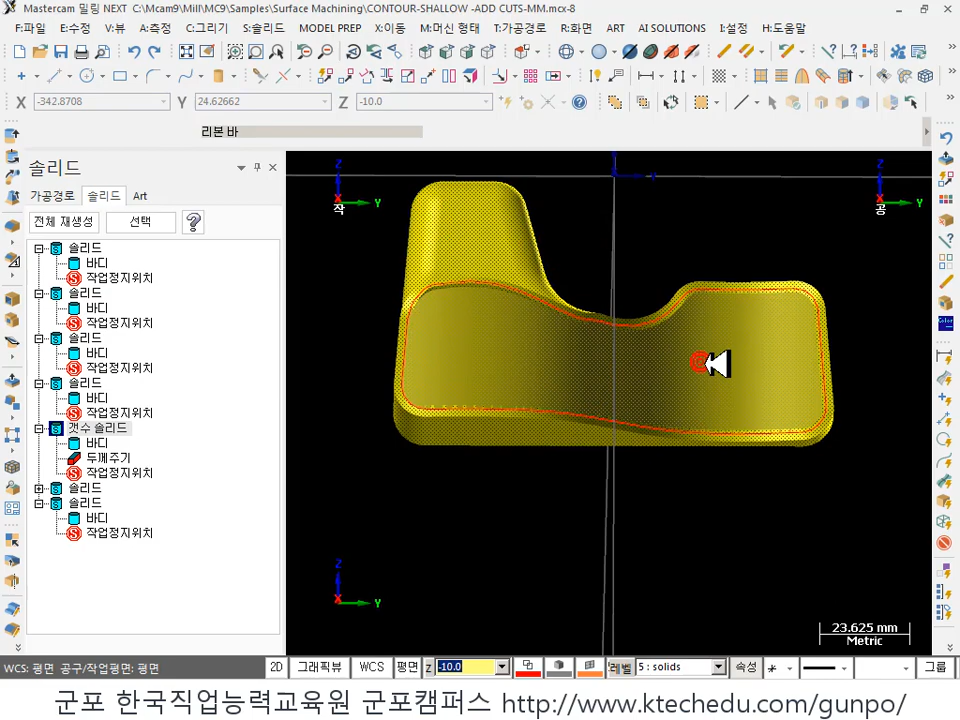 Mastercam 밀링 NEXT C:\Mcam9\Mill\MC9\Samples\Surface Machining\CONTOUR-SHALLOW -ADD CUTS-MM.mcx-8
F:파일 E:수정 V:뷰 A:측정 C:그리기 S:솔리드 MODEL PREP X:이동 M:머신 형태 T:가공경로 R:화면 ART AI SOLUTIONS I:설정 H:도움말
X -342.8708 Y 24.62662 Z -10.0
리본 바
솔리드
가공경로 솔리드 Art
전체 재생성 선택
솔리드
바디
작업정지위치
솔리드
바디
작업정지위치
솔리드
바디
작업정지위치
솔리드
바디
작업정지위치
갯수 솔리드
바디
두께주기
작업정지위치
솔리드
솔리드
바디
작업정지위치
Z Z Z
X Y Y X Y
작 공
Z
X Y
23.625 mm
Metric
WCS: 평면 공구/작업평면: 평면 2D 그래픽뷰 WCS 평면 Z -10.0 레벨 5 : solids 속성 그룹
군포 한국직업능력교육원 군포캠퍼스 http://www.ktechedu.com/gunpo/